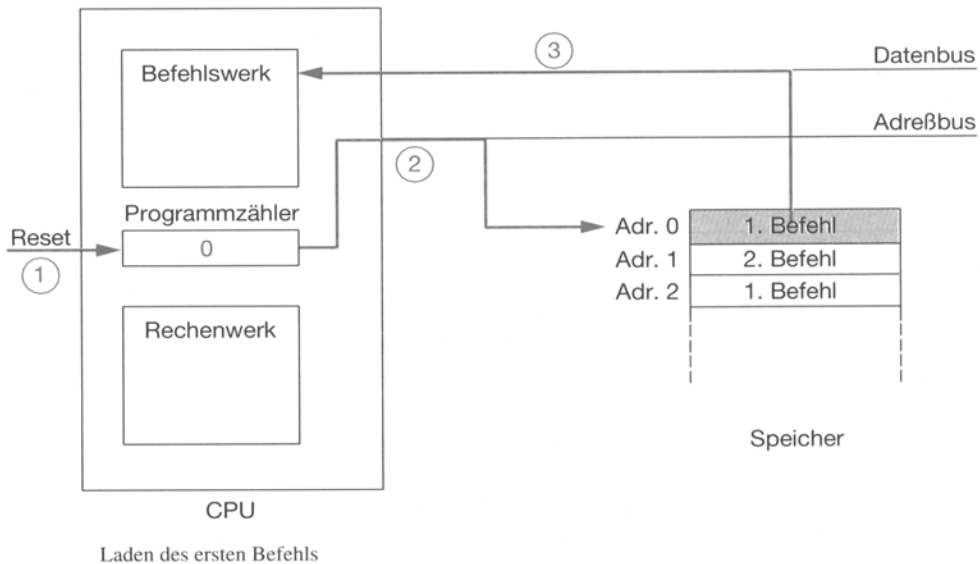 3
Datenbus
Befehlswerk
Adreßbus
2
Programmzähler
Reset
0
1
Adr. 0 1. Befehl
Adr. 1 2. Befehl
Adr. 2 1. Befehl
Rechenwerk
Speicher
CPU
Laden des ersten Befehls